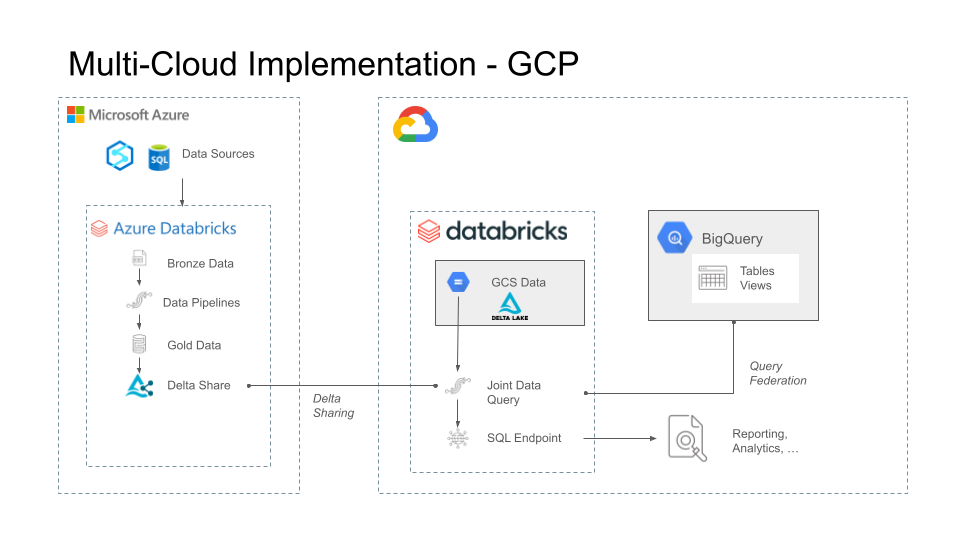 Multi-Cloud Implementation - GCP
Microsoft Azure
SQL
Data Sources
Azure Databricks
Bronze Data
Data Pipelines
Gold Data
Delta Share
Delta
Sharing
databricks
GCS Data
DELTA LAKE
Joint Data
Query
SQL Endpoint
BigQuery
Tables
Views
Query
Federation
Reporting,
Analytics, …